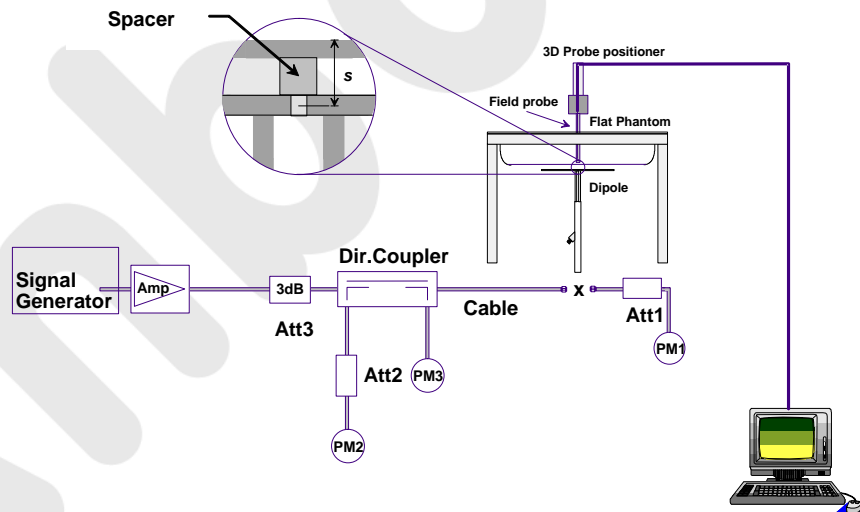 Spacer
s
3D Probe positioner
Field probe
Flat Phantom
Dipole
Signal
Generator
Amp
3dB
Att3
Dir.Coupler
Cable
x
Att1
PM1
Att2
PM3
PM2